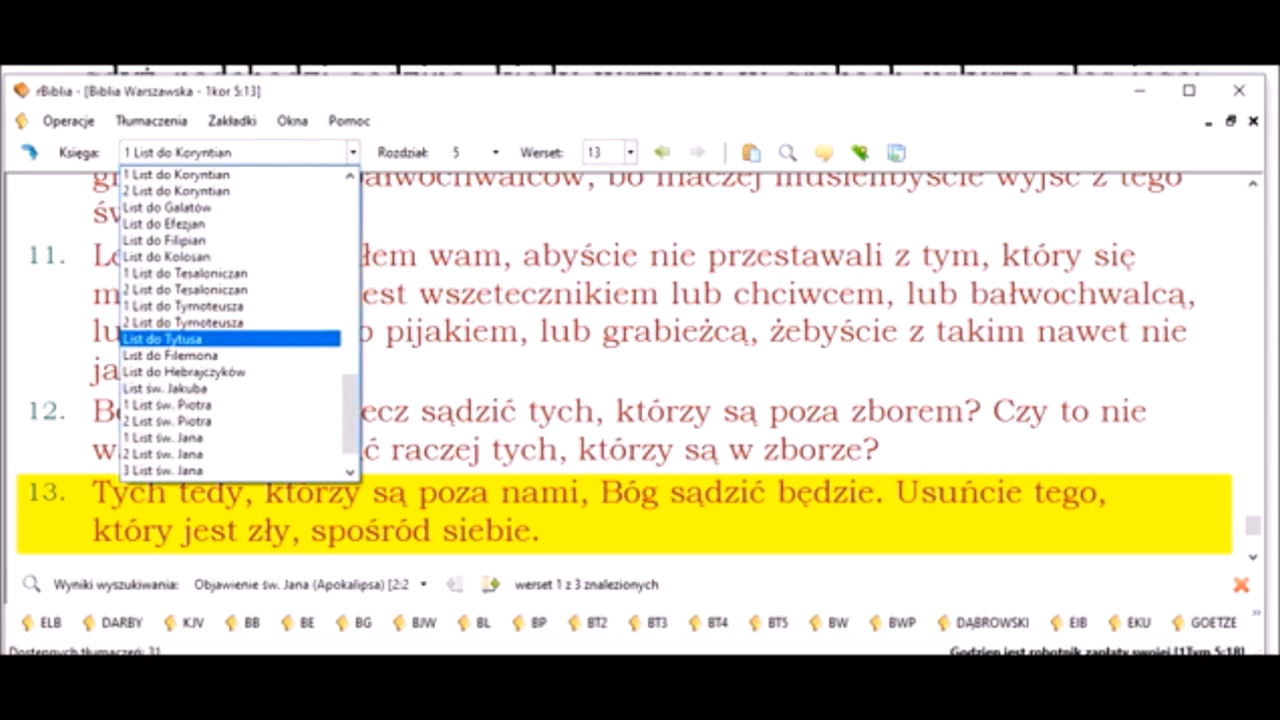 rBiblia - [Biblia Warszawska - 1kor 5:13]
Operacje Tłumaczenia Zakładki Okna Pomoc
Księga: 1 List do Koryntian Rozdział: 5 Werset: 13
1 List do Koryntian
2 List do Koryntian
List do Galatów
List do Efezjan
List do Filipian
List do Kolosan
1 List do Tesaloniczan
2 List do Tesaloniczan
1 List do Tymoteusza
2 List do Tymoteusza
List do Tytusa
List do Filemona
List do Hebrajczyków
List św. Jakuba
1 List św. Piotra
2 List św. Piotra
1 List św. Jana
2 List św. Jana
3 List św. Jana
bałwochwalców, bo inaczej musielibyście wyjść z tego
11. wam, abyście nie przestawali z tym, który się
wszetecznikiem lub chciwcem, lub bałwochwalcą,
pijakiem, lub grabieżcą, żebyście z takim nawet nie
12. sądzić tych, którzy są poza zborem? Czy to nie
raczej tych, którzy są w zborze?
13. Tych tedy, którzy są poza nami, Bóg sądzić będzie. Usuńcie tego,
który jest zły, spośród siebie.
Wyniki wyszukiwania: Objawienie św. Jana (Apokalipsa) [2:2 werset 1 z 3 znalezionych
ELB DARBY KJV BB BE BG BJW BL BP BT2 BT3 BT4 BT5 BW BWP DĄBROWSKI EIB EKU GOETZE
Dostępnych tłumaczeń: 31 Godzien jest robotnik zapłaty swojej [1Tym 5:18]